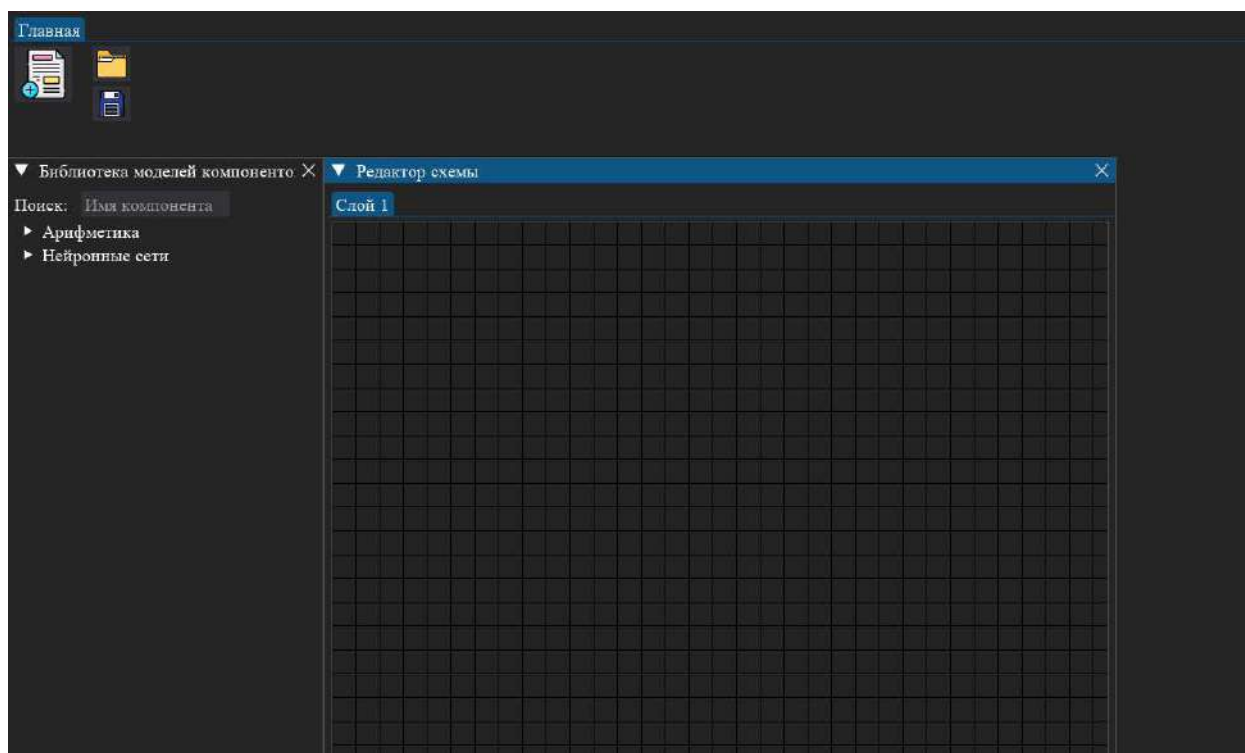 Главная
Библиотека моделей компоненто
Редактор схемы
Поиск: Имя компонента
Слой 1
Арифметика
Нейронные сети